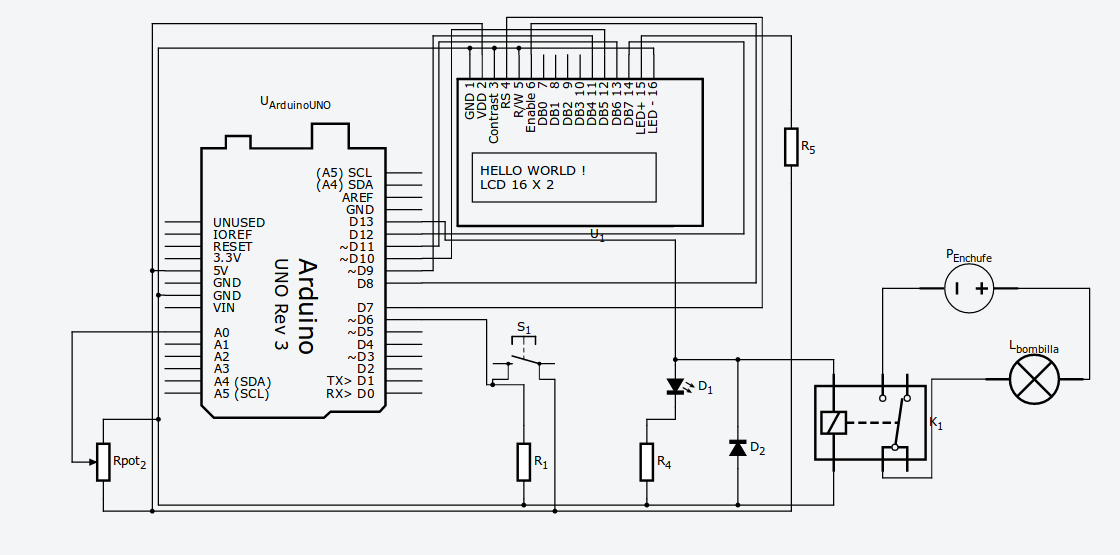 U ArduinoUNO
(A5) SCL
(A4) SDA
AREF
GND
D13
D12
~D11
~D10
~D9
D8
D7
~D6
~D5
D4
~D3
D2
TX> D1
RX> D0
UNUSED
IOREF
RESET
3.3V
5V
GND
GND
VIN
A0
A1
A2
A3
A4 (SDA)
A5 (SCL)
Arduino
UNO Rev 3
GND 1
VDD 2
Contrast 3
RS 4
R/W 5
Enable 6
DB0 7
DB1 8
DB2 9
DB3 10
DB4 11
DB5 12
DB6 13
DB7 14
LED+ 15
LED - 16
HELLO WORLD !
LCD 16 X 2
U1
R5
S1
Rpot2
R1
R4
D1
D2
K1
P Enchufe
L bombilla